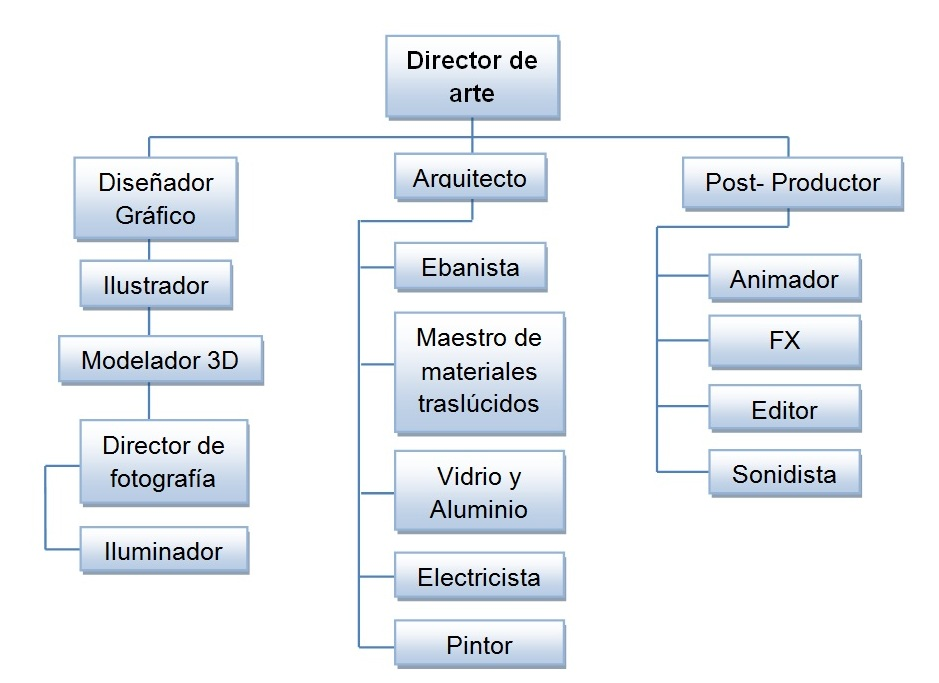 Director de
arte
Diseñador
Gráfico
Ilustrador
Modelador 3D
Director de
fotografía
Iluminador
Arquitecto
Ebanista
Maestro de
materiales
traslúcidos
Vidrio y
Aluminio
Electricista
Pintor
Post- Productor
Animador
FX
Editor
Sonidista